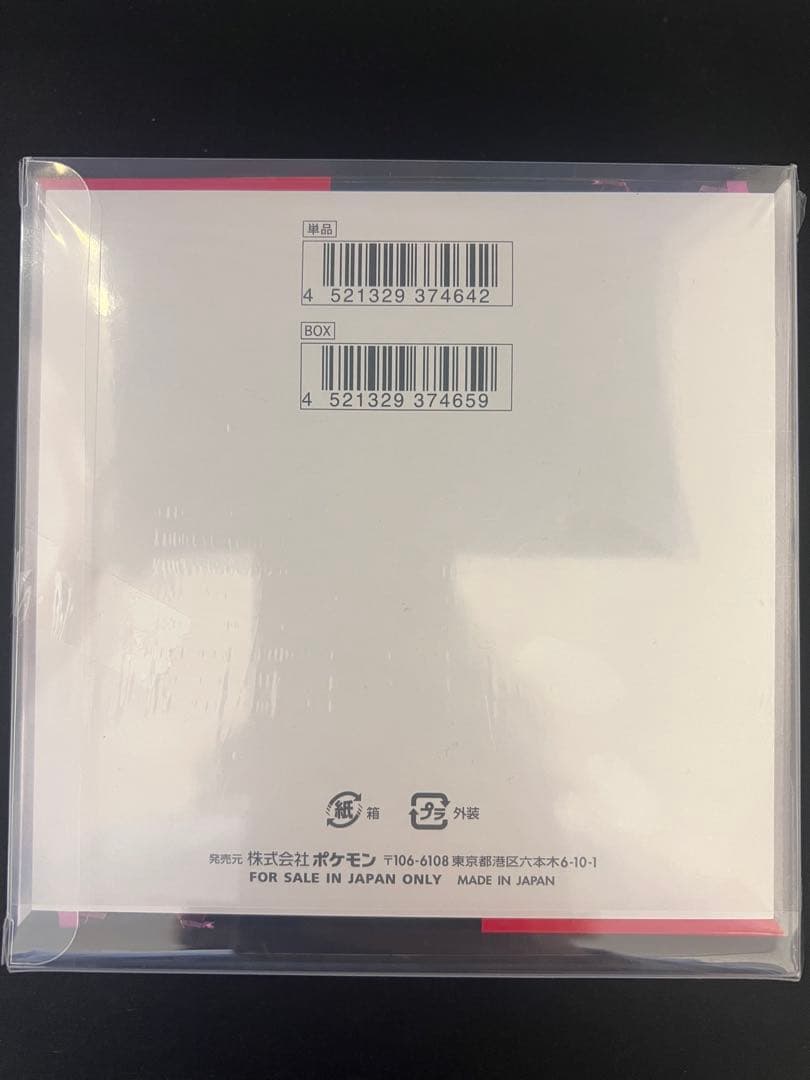 単品
4 521329 374642
BOX
4 521329 374659
紙 箱 プラ 外装
発売元 株式会社 ポケモン 〒106-6108 東京都港区六本木6-10-1
FOR SALE IN JAPAN ONLY MADE IN JAPAN